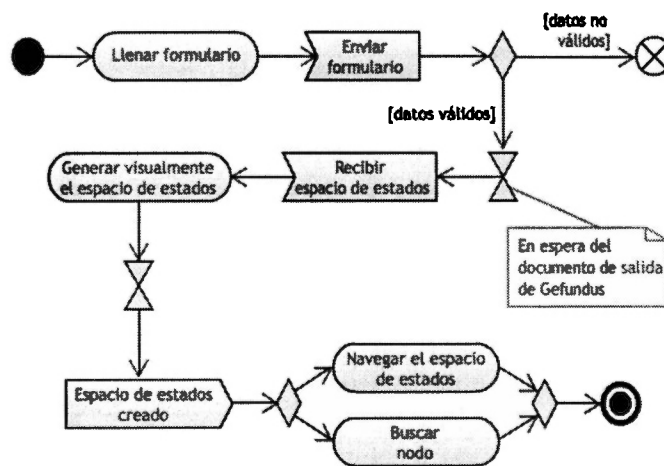 Llenar formulario
Enviar
formulario
[datos no
válidos]
[datos válidos]
Generar visualmente
el espacio de estados
Recibir
espacio de estados
En espera del
documento de salida
de Gefundus
Espacio de estados
creado
Navegar el espacio
de estados
Buscar
nodo